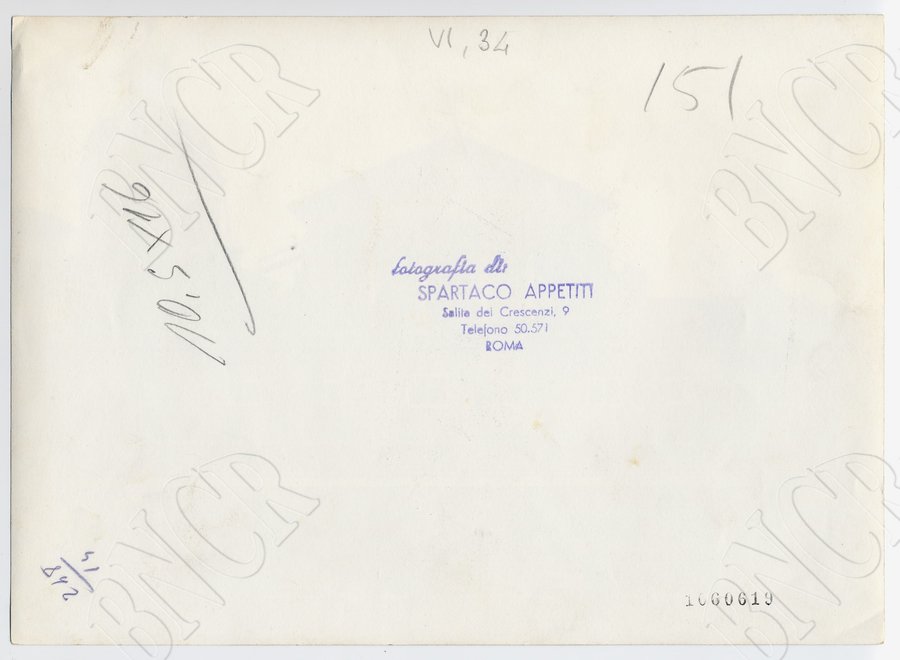 VI, 34
151
10,5 x 16
fotografia di:
SPARTACO APPETITI
Salita dei Crescenzi, 9
Telefono 50.571
ROMA
1060619
BNCR
BNCR
BNCR
BNCR